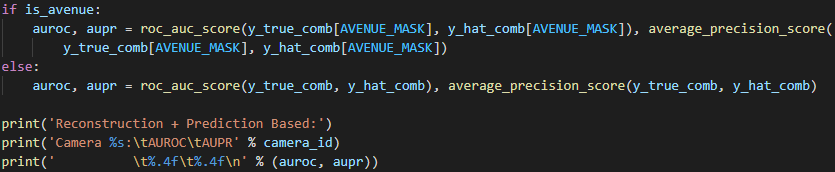 if is_avenue:
    auroc, aupr = roc_auc_score(y_true_comb[AVENUE_MASK], y_hat_comb[AVENUE_MASK]), average_precision_score(
        y_true_comb[AVENUE_MASK], y_hat_comb[AVENUE_MASK])
else:
    auroc, aupr = roc_auc_score(y_true_comb, y_hat_comb), average_precision_score(y_true_comb, y_hat_comb)

print('Reconstruction + Prediction Based:')
print('Camera %s:\tAUROC\tAUPR' % camera_id)
print('          \t%.4f\t%.4f\n' % (auroc, aupr))